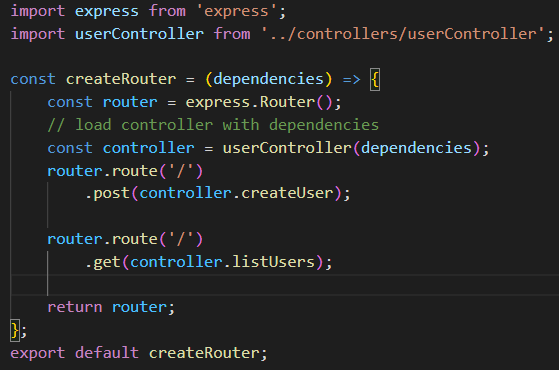 import express from 'express';
import userController from '../controllers/userController';
const createRouter = (dependencies) => {
    const router = express.Router();
    // load controller with dependencies
    const controller = userController(dependencies);
    router.route('/')
        .post(controller.createUser);
    router.route('/')
        .get(controller.listUsers);
    return router;
};
export default createRouter;